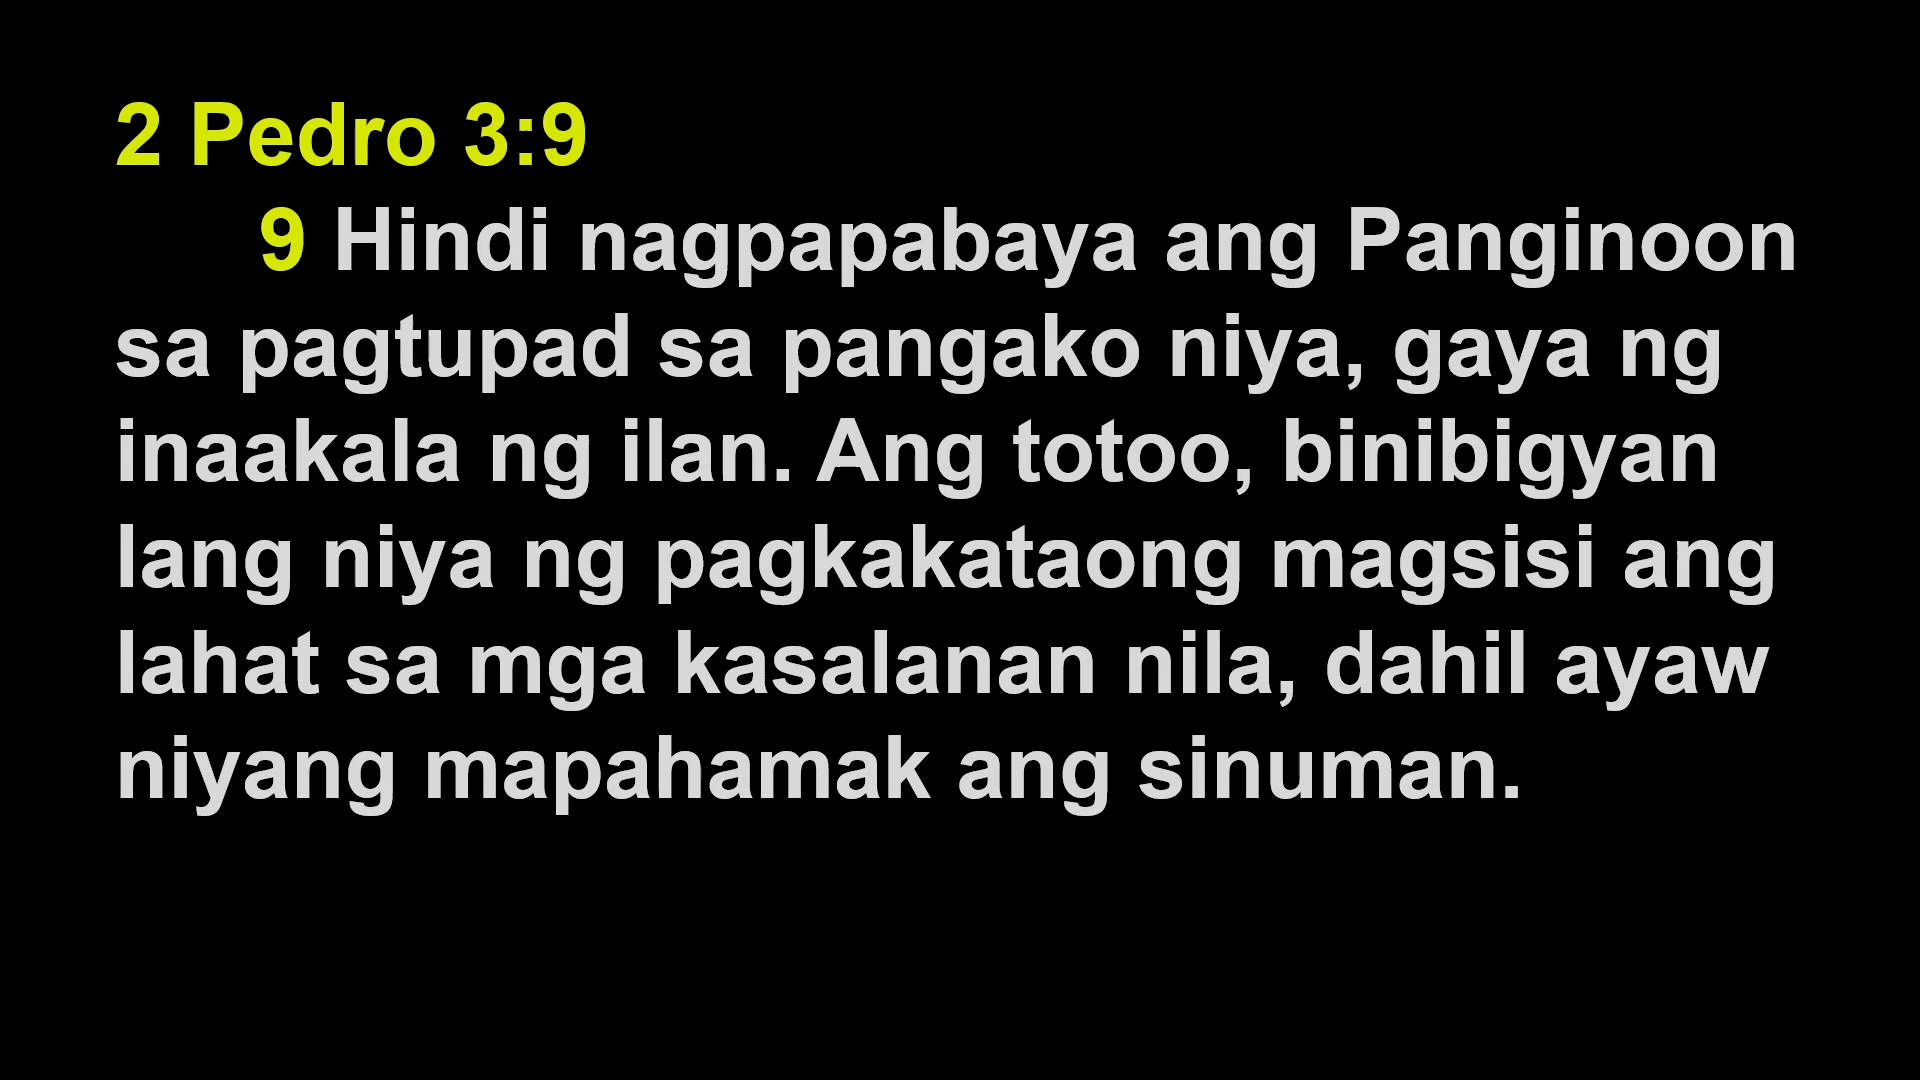 2 Pedro 3:9
9 Hindi nagpapabaya ang Panginoon
sa pagtupad sa pangako niya, gaya ng
inaakala ng ilan. Ang totoo, binibigyan
lang niya ng pagkakataong magsisi ang
lahat sa mga kasalanan nila, dahil ayaw
niyang mapahamak ang sinuman.